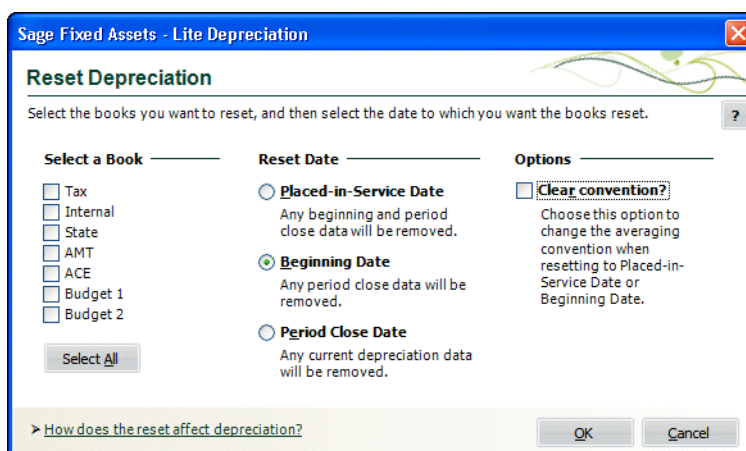 Sage Fixed Assets - Lite Depreciation
Reset Depreciation
Select the books you want to reset, and then select the date to which you want the books reset.
?
Select a Book
Tax
Internal
State
AMT
ACE
Budget 1
Budget 2
Select All
Reset Date
Placed-in-Service Date
Any beginning and period
close data will be removed.
Beginning Date
Any period close data will be
removed.
Period Close Date
Any current depreciation data
will be removed.
Options
Clear convention?
Choose this option to
change the averaging
convention when
resetting to Placed-in-
Service Date or
Beginning Date.
How does the reset affect depreciation?
OK
Cancel